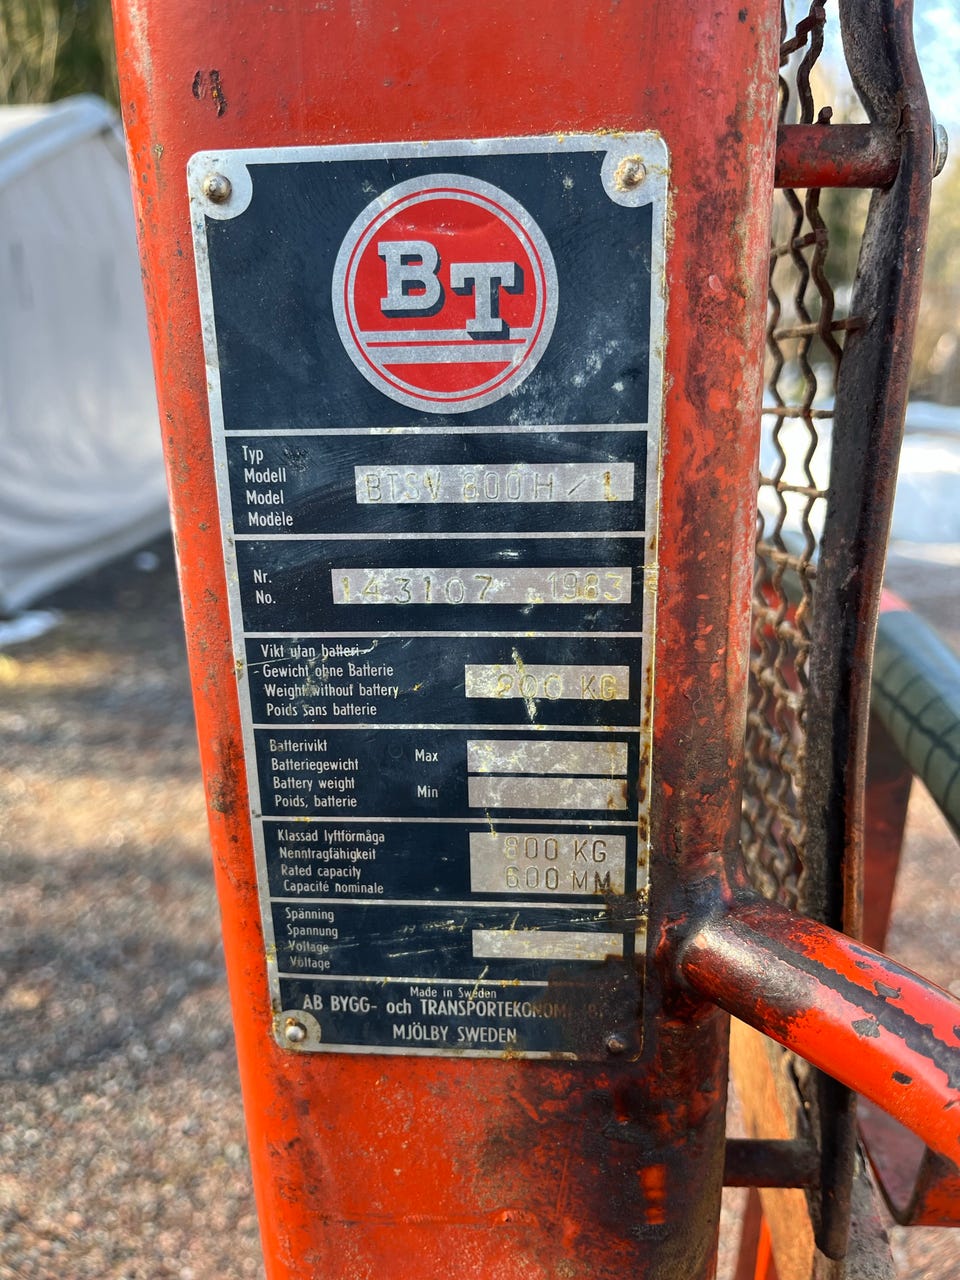 BT
Typ
Modell
Model
Modèle
BTSV 800H / L
Nr.
No.
143107 1983
Vikt utan batteri
Gewicht ohne Batterie
Weight without battery
Poids sans batterie
KG
Batterivikt
Batteriegewicht
Battery weight
Poids, batterie
Max
Min
Klassad lyftförmåga
Nenntragfähigkeit
Rated capacity
Capacité nominale
800 KG
600 MM
Spänning
Spannung
Voltage
Voltage
Made in Sweden
AB BYGG- och TRANSPORTEKONOMI
MJÖLBY SWEDEN